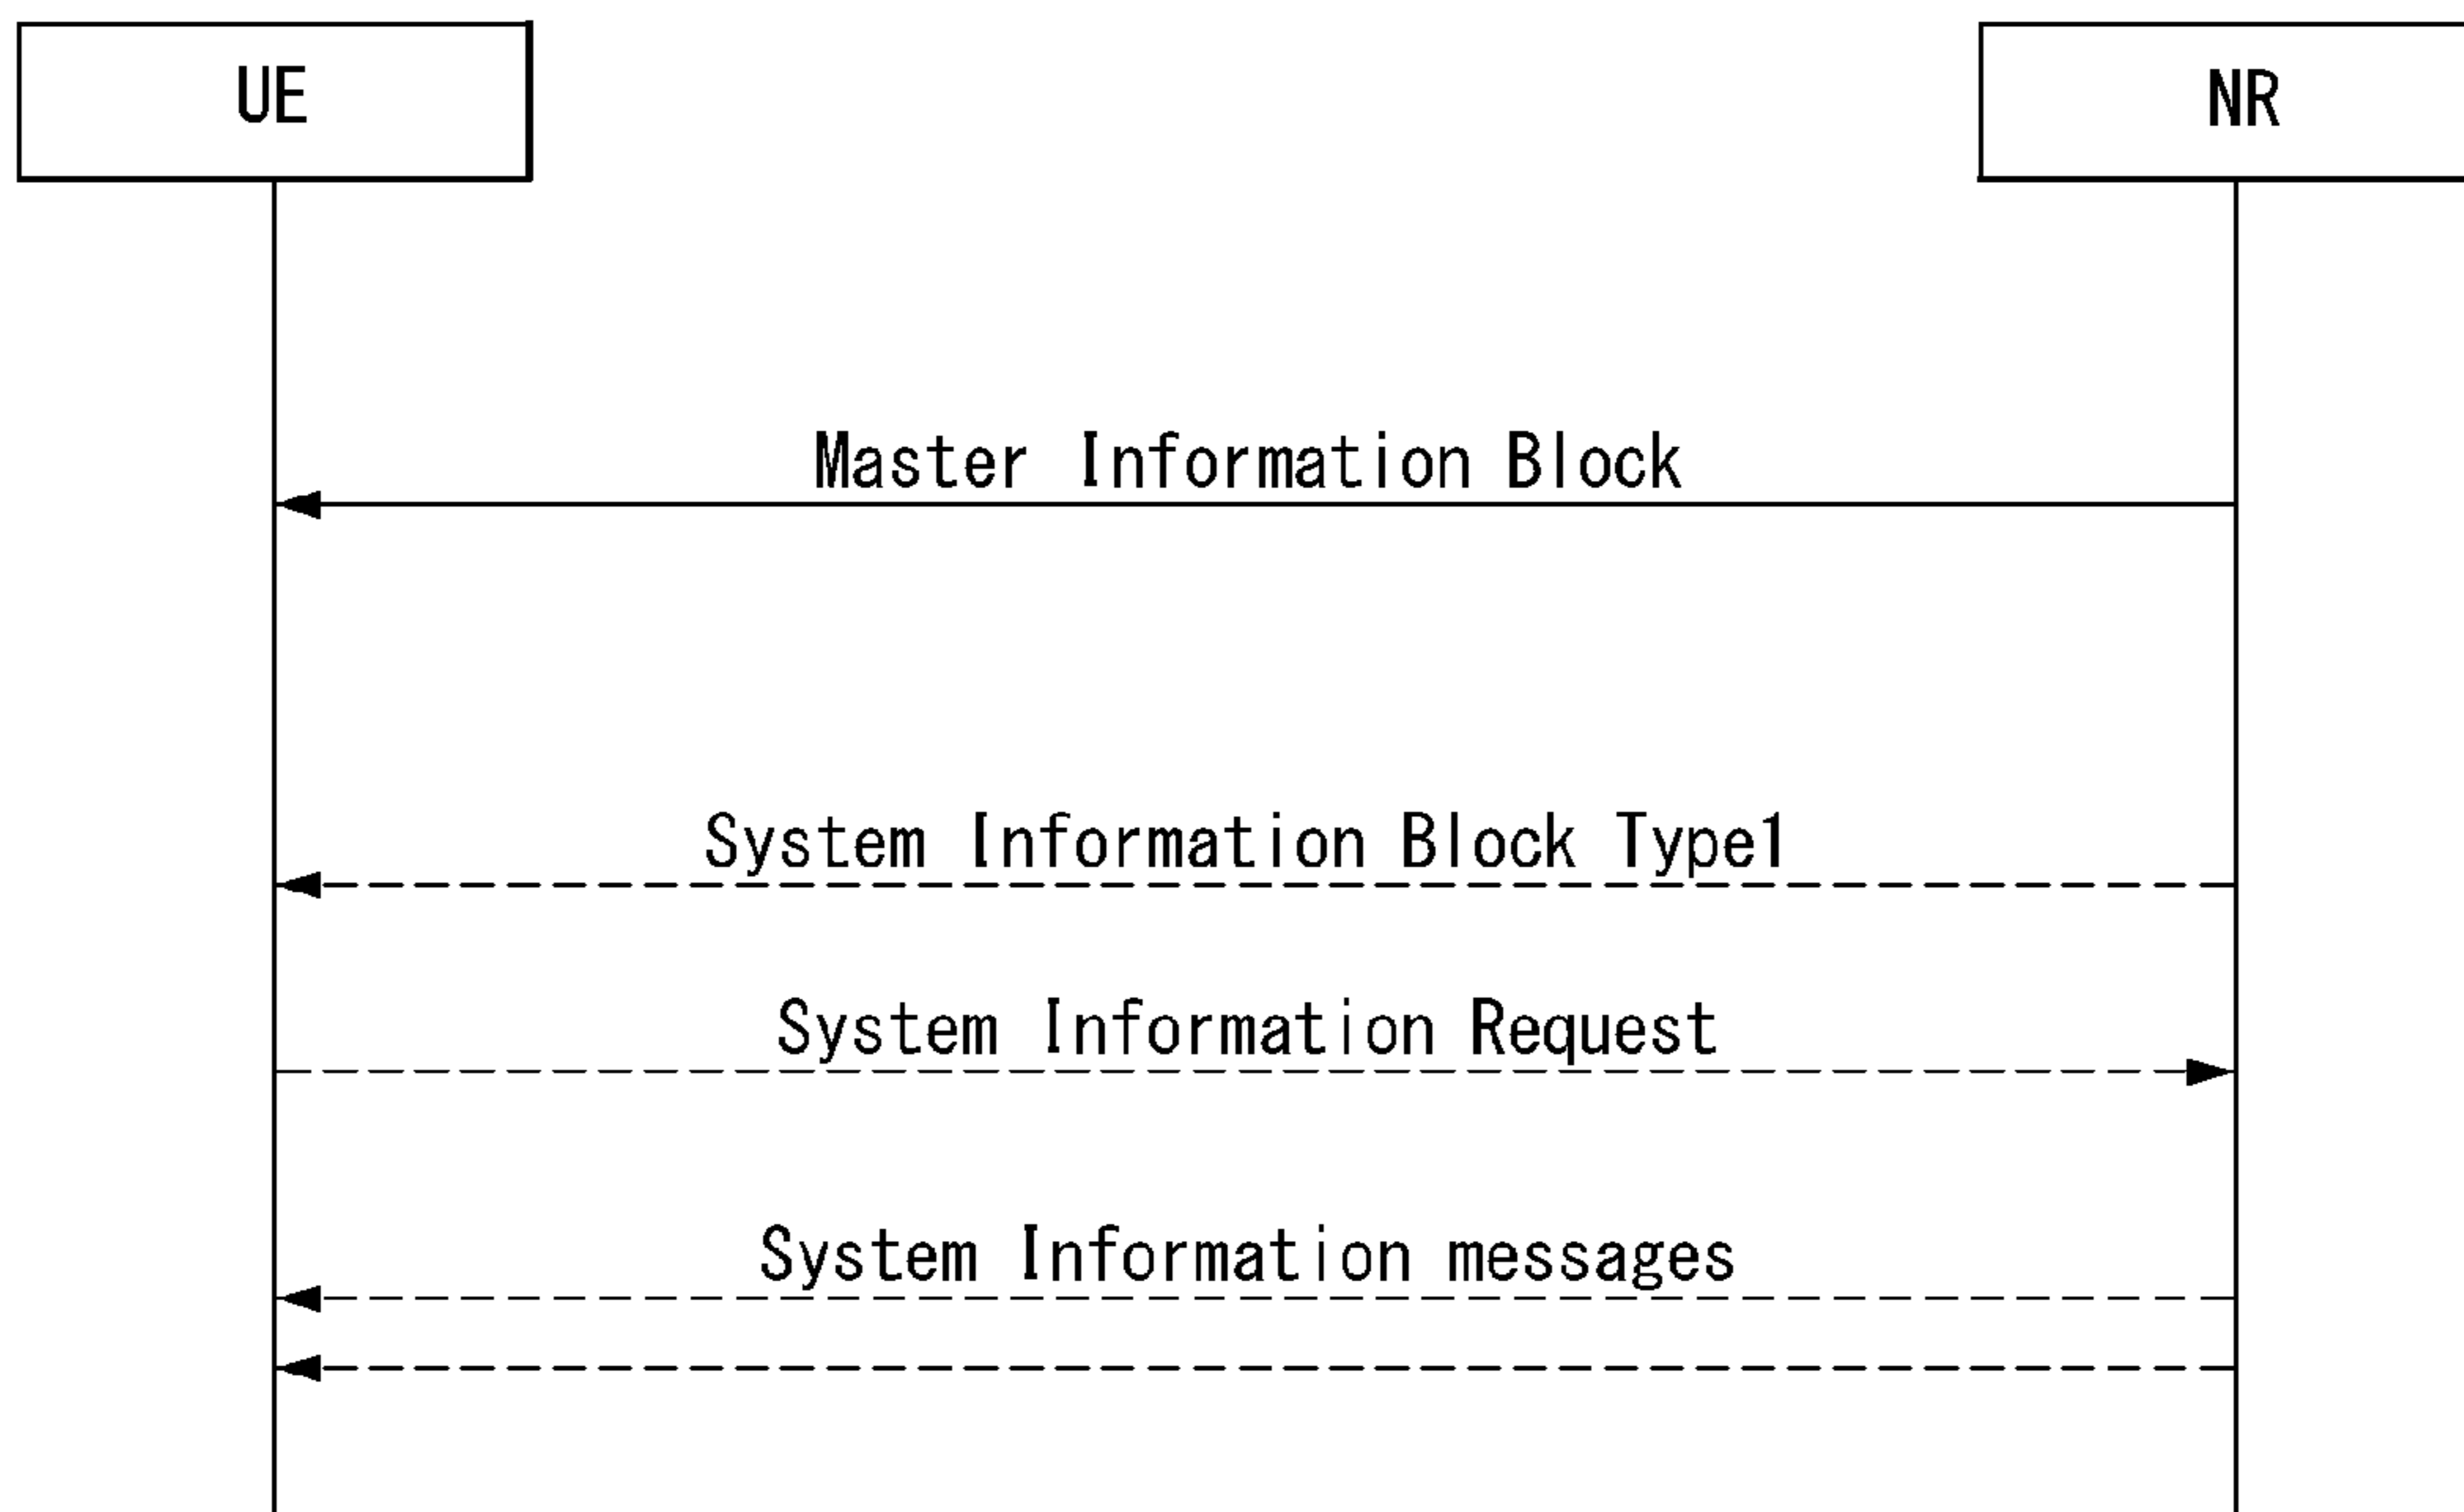 UE
NR
Master Information Block
System Information Block Type1
System Information Request
System Information messages